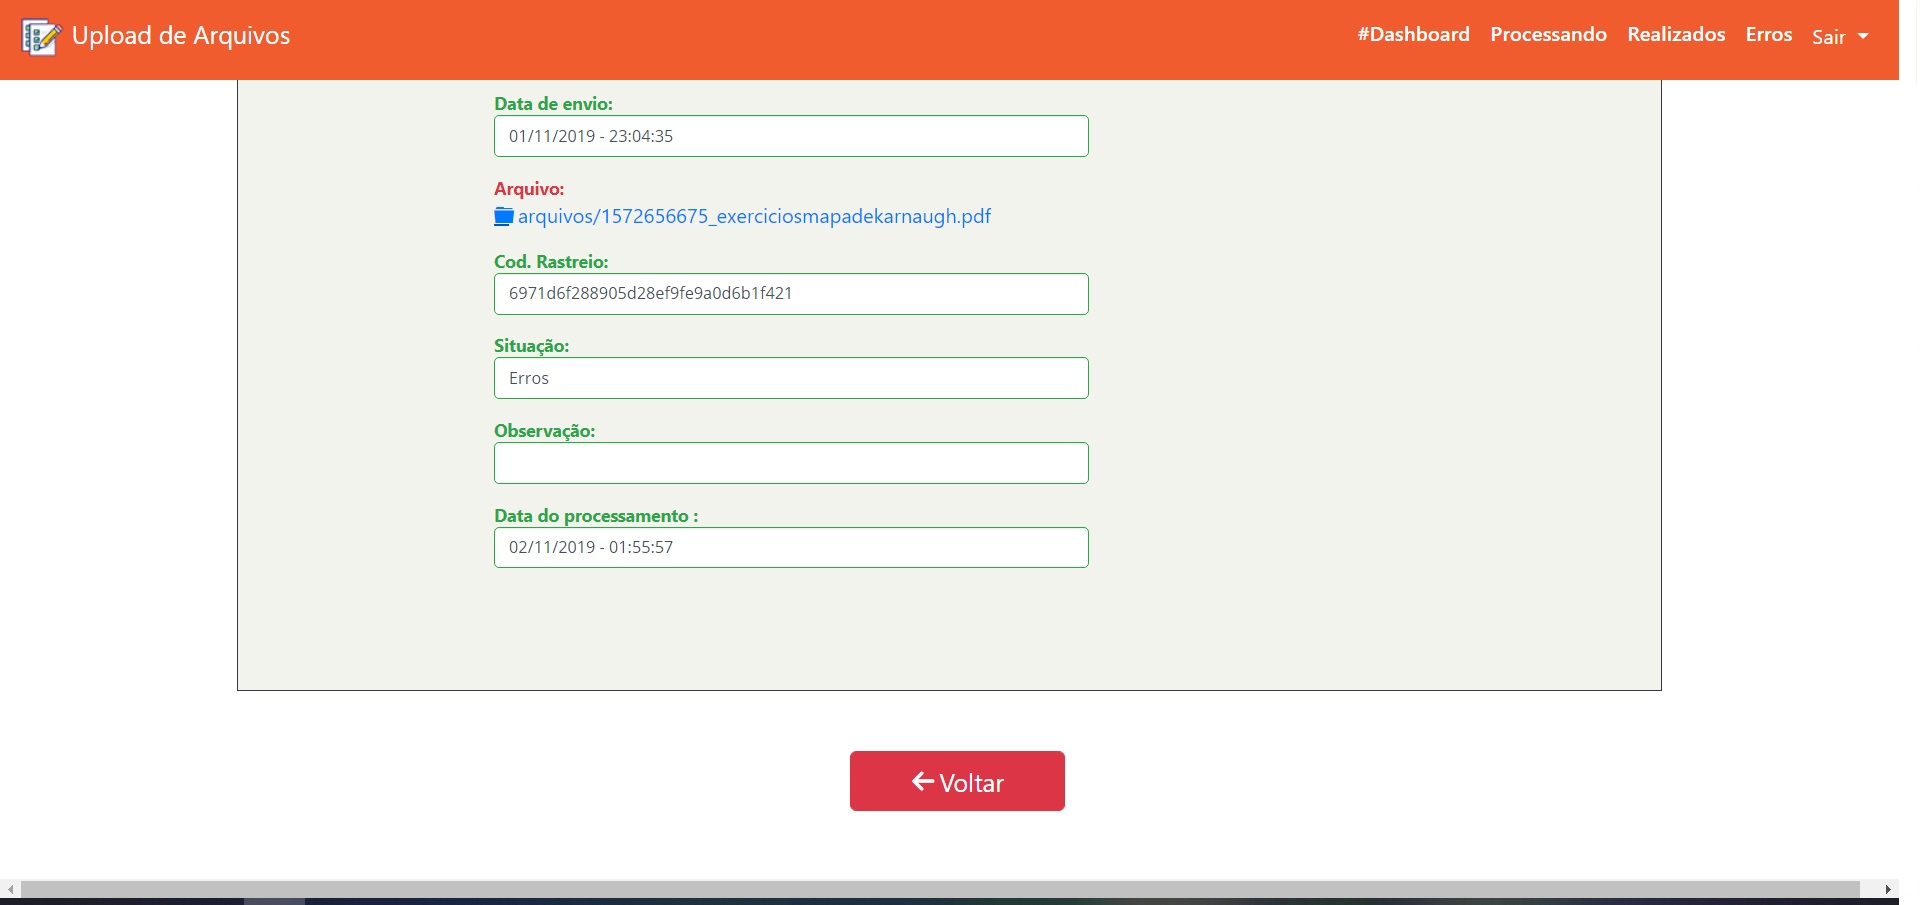 Upload de Arquivos
#Dashboard Processando Realizados Erros Sair
Data de envio:
01/11/2019 - 23:04:35
Arquivo:
arquivos/1572656675_exerciciosmapadekarnaugh.pdf
Cod. Rastreio:
6971d6f288905d28ef9fe9a0d6b1f421
Situação:
Erros
Observação:
Data do processamento :
02/11/2019 - 01:55:57
Voltar